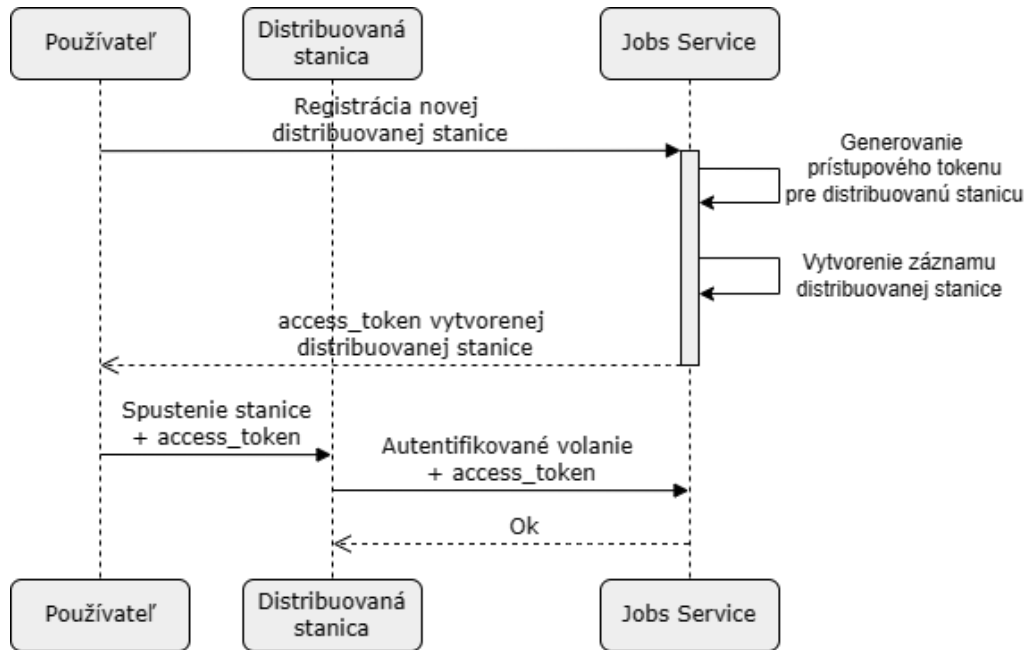 Používateľ
Distribuovaná
stanica
Jobs Service
Registrácia novej
distribuovanej stanice
Generovanie
prístupového tokenu
pre distribuovanú stanicu
Vytvorenie záznamu
distribuovanej stanice
access_token vytvorenej
distribuovanej stanice
Spustenie stanice
+ access_token
Autentifikované volanie
+ access_token
Ok
Používateľ
Distribuovaná
stanica
Jobs Service